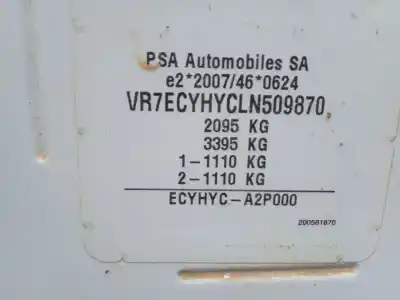 PSA Automobiles SA
e2*2007/46*0624
VR7ECYHYCLN509870
2095 KG
3395 KG
1-1110 KG
2-1110 KG
ECYHYC-A2P000
200581870